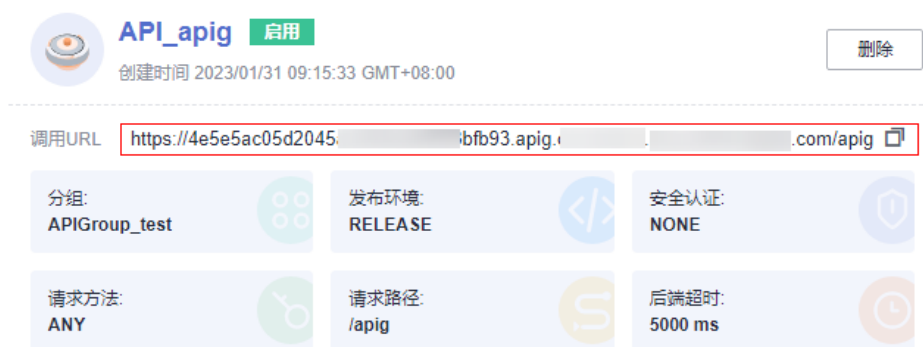 API_apig 启用
创建时间 2023/01/31 09:15:33 GMT+08:00
删除
调用URL https://4e5e5ac05d2045 bfb93.apig. .com/apig
分组: 发布环境: 安全认证:
APIGroup_test RELEASE NONE
请求方法: 请求路径: 后端超时:
ANY /apig 5000 ms